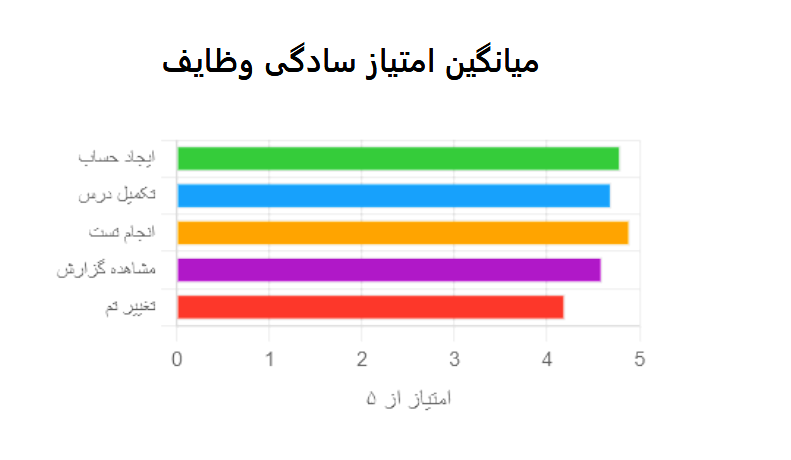 میانگین امتیاز سادگی وظایف
ایجاد حساب
تکمیل درس
انجام تست
مشاهده گزارش
تغییر تم
0 1 2 3 4 5
امتیاز از ۵